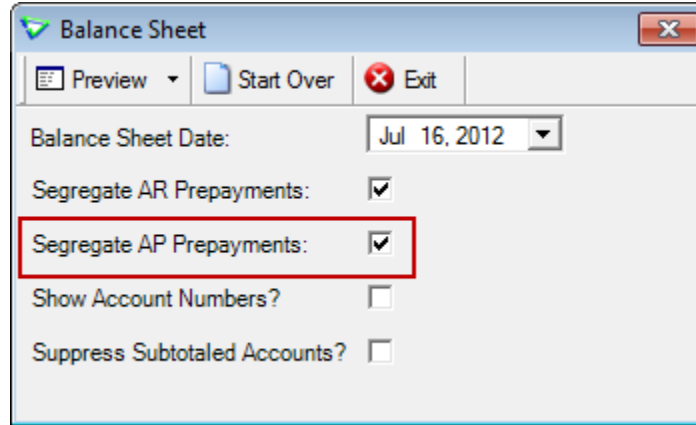 Balance Sheet
Preview Start Over Exit
Balance Sheet Date: Jul 16, 2012
Segregate AR Prepayments:
Segregate AP Prepayments:
Show Account Numbers?
Suppress Subtotaled Accounts?